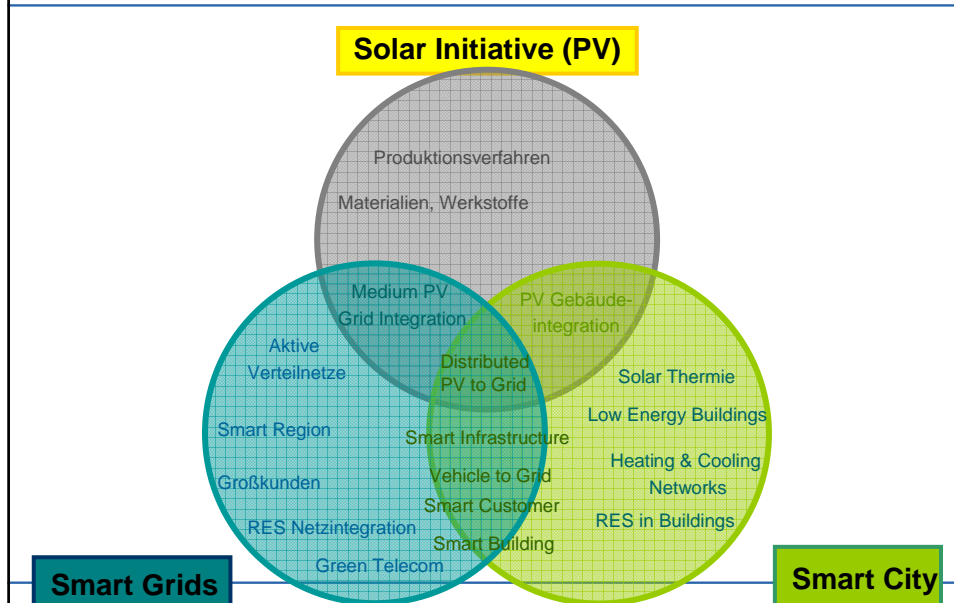 Solar Initiative (PV)
Produktionsverfahren
Materialien, Werkstoffe
Medium PV
Grid Integration
PV Gebäude-
integration
Aktive
Verteilnetze
Distributed
PV to Grid
Solar Thermie
Low Energy Buildings
Smart Region
Smart Infrastructure
Heating & Cooling
Networks
Großkunden
Vehicle to Grid
Smart Customer
RES in Buildings
RES Netzintegration
Smart Building
Green Telecom
Smart Grids
Smart City